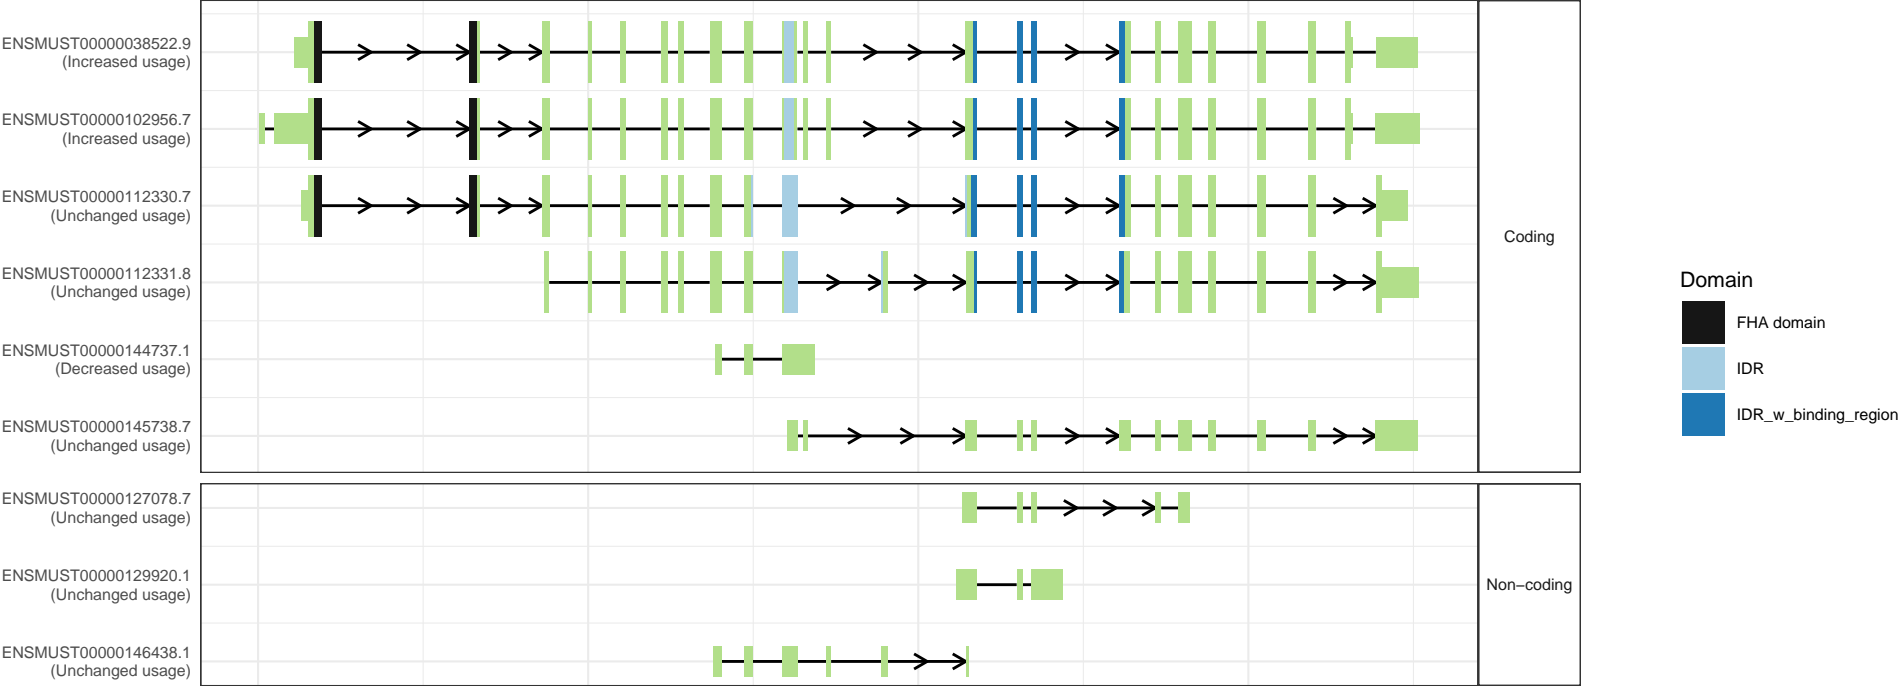 ENSMUST00000038522.9
(Increased usage)
ENSMUST00000102956.7
(Increased usage)
ENSMUST00000112330.7
(Unchanged usage)
ENSMUST00000112331.8
(Unchanged usage)
ENSMUST00000144737.1
(Decreased usage)
ENSMUST00000145738.7
(Unchanged usage)
Coding
ENSMUST00000127078.7
(Unchanged usage)
ENSMUST00000129920.1
(Unchanged usage)
ENSMUST00000146438.1
(Unchanged usage)
Non−coding
Domain
FHA domain
IDR
IDR_w_binding_region